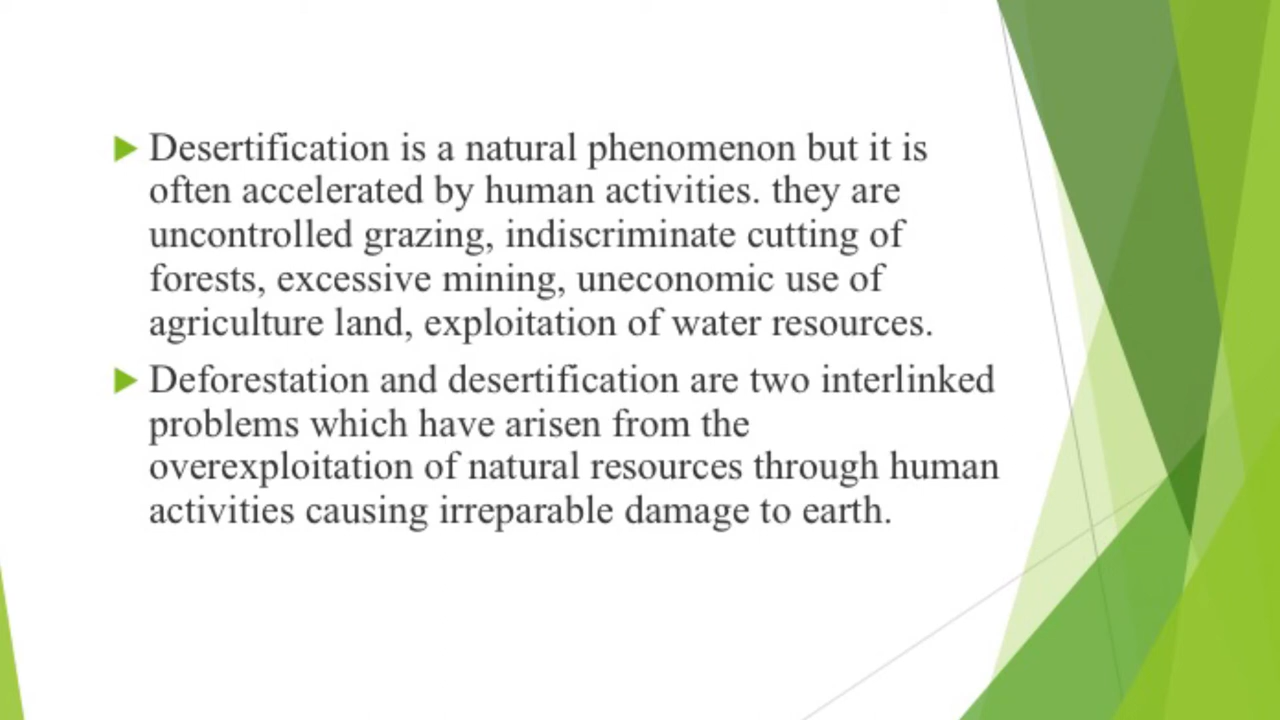 Desertification is a natural phenomenon but it is
often accelerated by human activities. they are
uncontrolled grazing, indiscriminate cutting of
forests, excessive mining, uneconomic use of
agriculture land, exploitation of water resources.
Deforestation and desertification are two interlinked
problems which have arisen from the
overexploitation of natural resources through human
activities causing irreparable damage to earth.